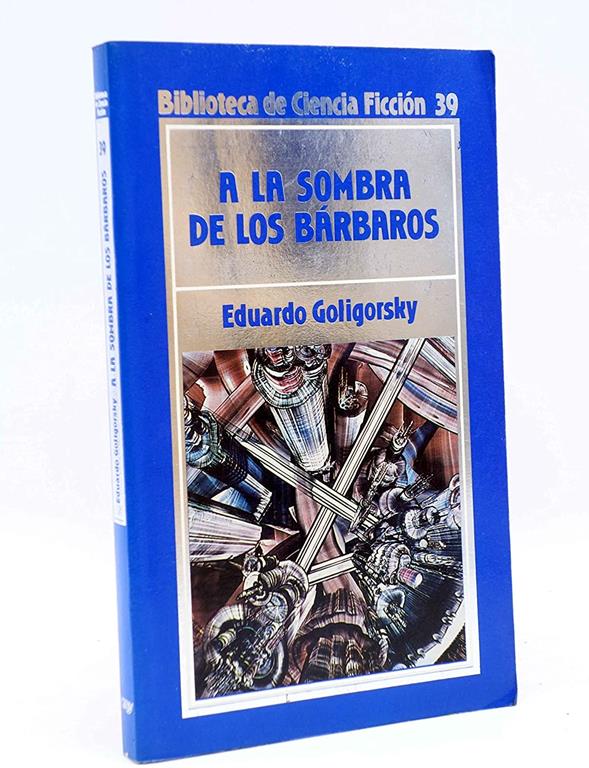 Biblioteca de Ciencia Ficción 39
A LA SOMBRA
DE LOS BÁRBAROS
Eduardo Goligorsky
39
Eduardo Goligorsky A LA SOMBRA DE LOS BÁRBAROS